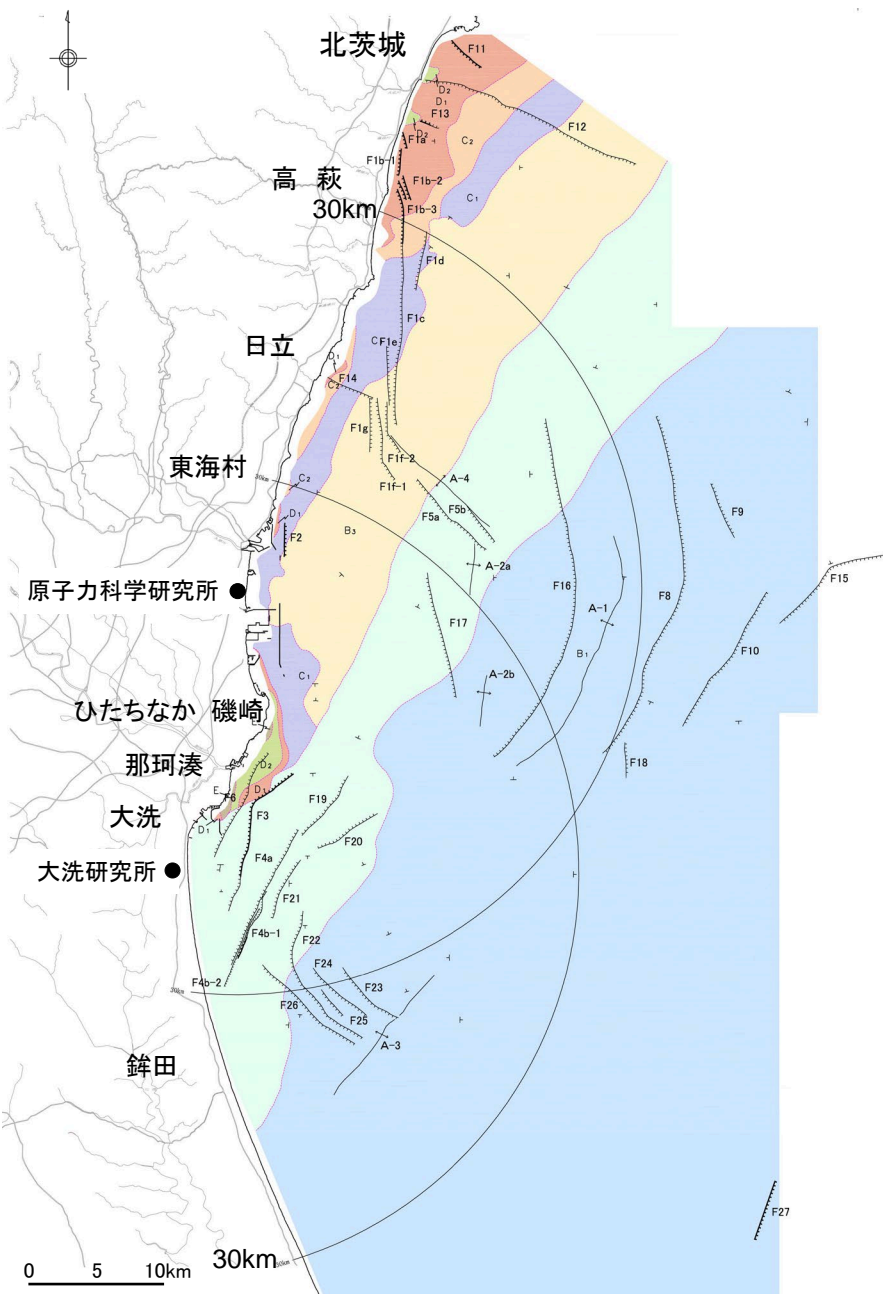 北茨城
F11
D2
D1
F13
D2
F12
F1a
C2
F1b-1
高 萩
F1b-2
C1
30km
F1b-3
F1d
F1c
日立
F1e
D1
F14
C2
F1g
F1f-2
東海村
30km
A-4
F1f-1
C2
F5b
F9
D1
F5a
F2
B3
A-2a
F15
原子力科学研究所
F16
F8
F17
A-1
F10
B1
C1
A-2b
ひたちなか 磯崎
那珂湊
D2
F18
E
F6
D1
F19
大洗
F3
D1
F20
F4a
大洗研究所
F21
F4b-1
F22
F24
F4b-2
30km
F23
F26
F25
A-3
鉾田
F27
30km
30km
0 5 10km